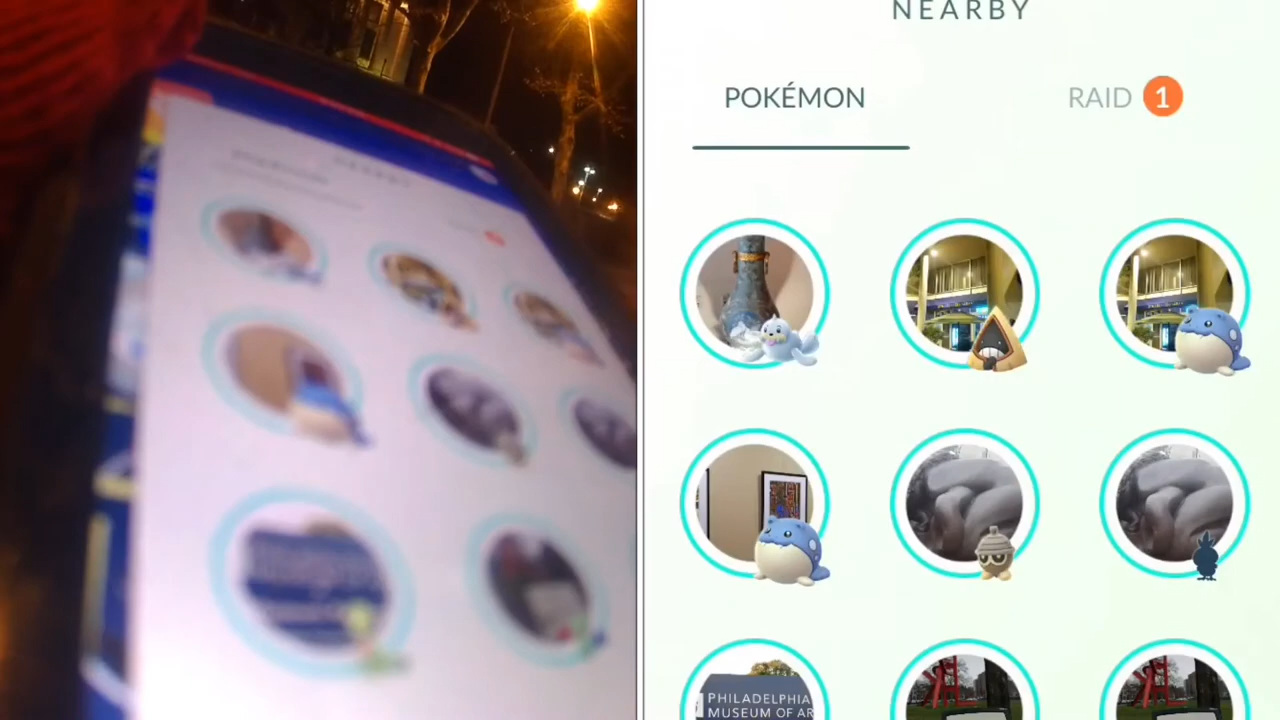 NEARBY
POKÉMON
RAID 1
PHILADELPHIA
MUSEUM OF AR